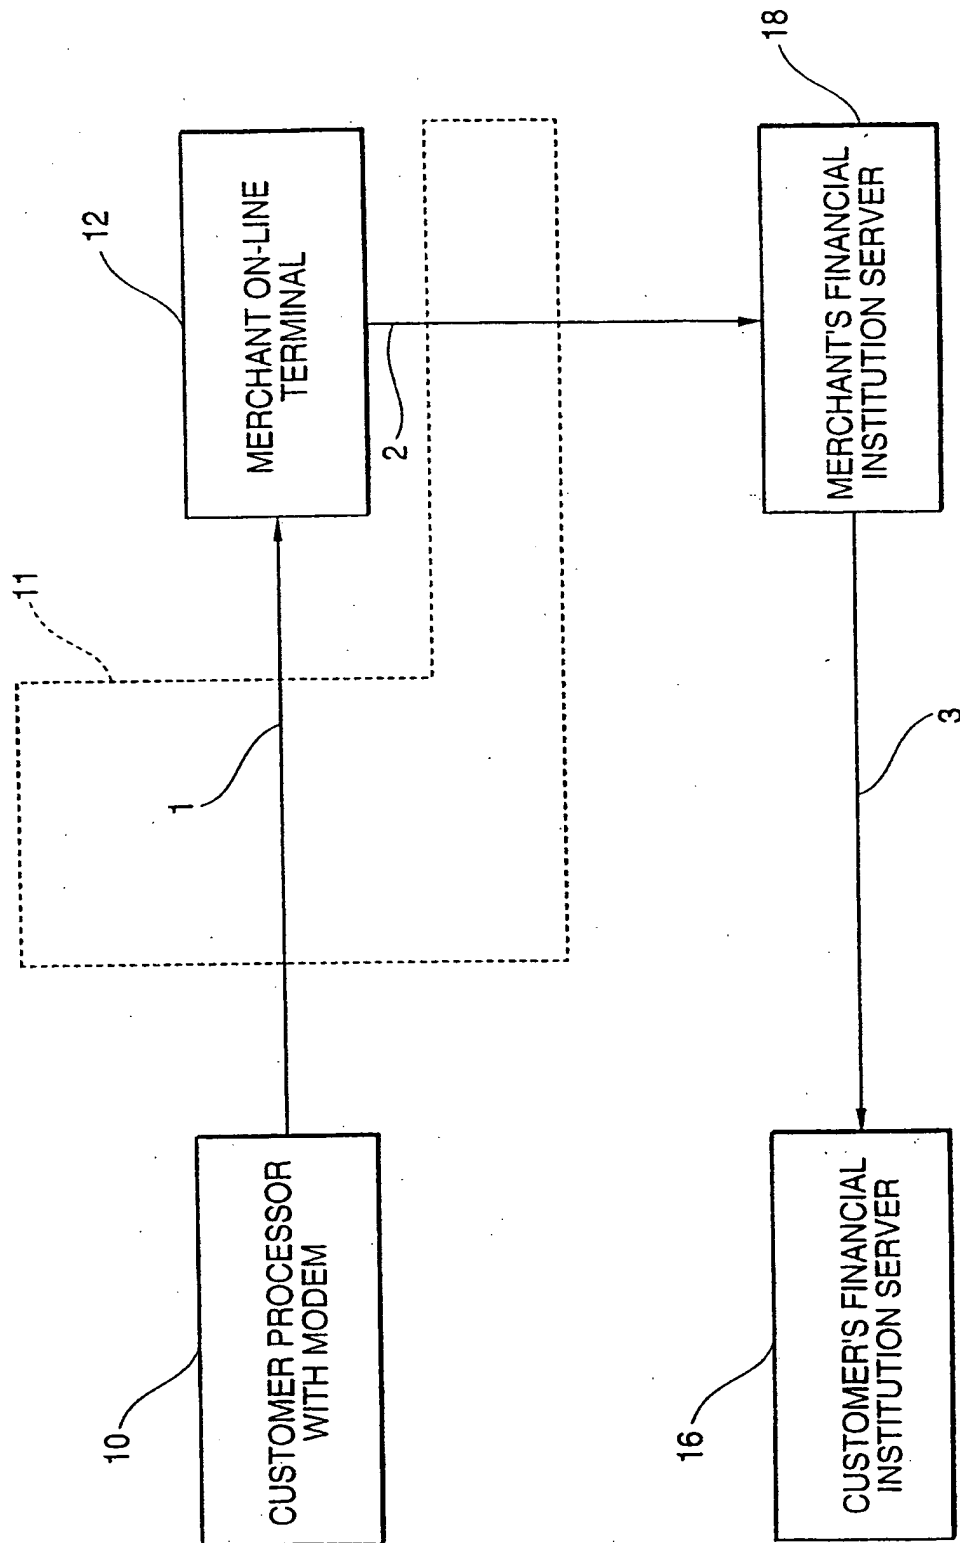 10
CUSTOMER PROCESSOR
WITH MODEM
11
1
12
MERCHANT ON-LINE
TERMINAL
2
16
CUSTOMER'S FINANCIAL
INSTITUTION SERVER
3
18
MERCHANT'S FINANCIAL
INSTITUTION SERVER